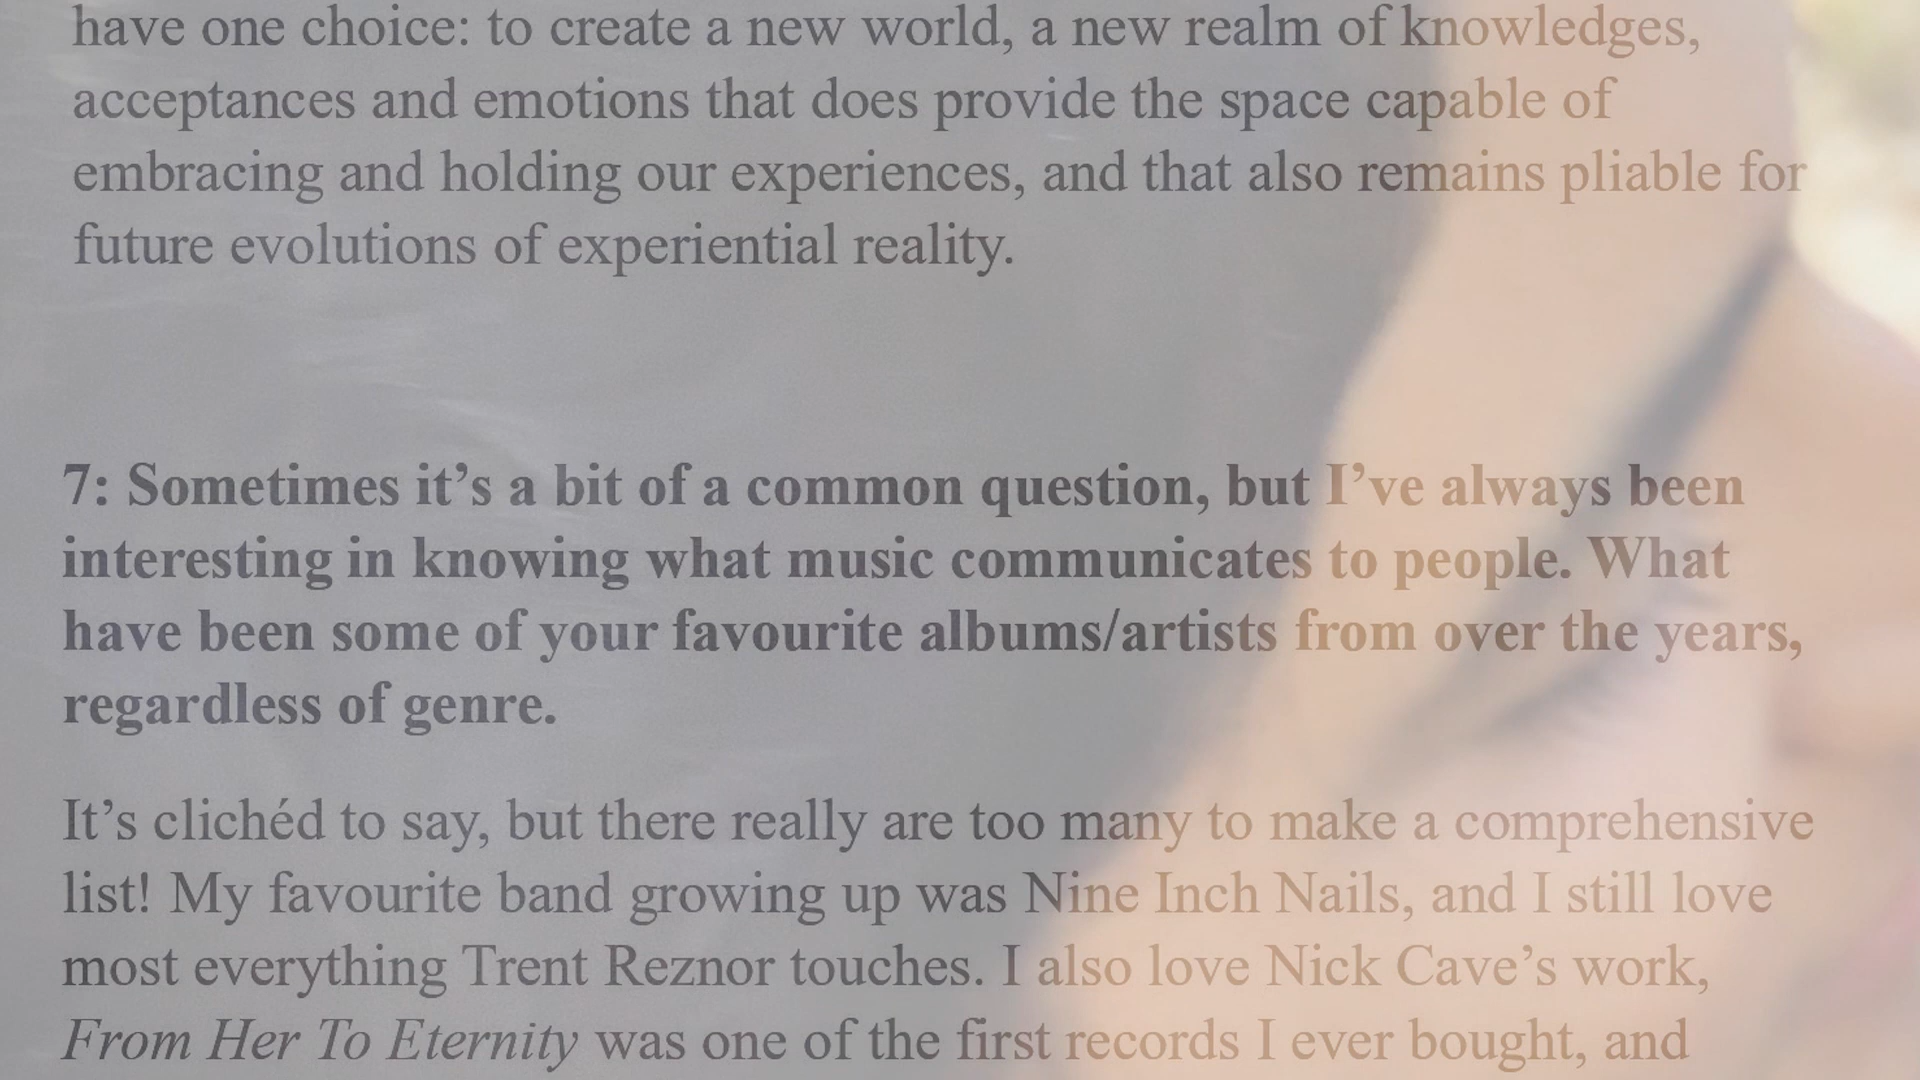 have one choice: to create a new world, a new realm of knowledges,
acceptances and emotions that does provide the space capable of
embracing and holding our experiences, and that also remains pliable for
future evolutions of experiential reality.
7: Sometimes it’s a bit of a common question, but I’ve always been
interesting in knowing what music communicates to people. What
have been some of your favourite albums/artists from over the years,
regardless of genre.
It’s clichéd to say, but there really are too many to make a comprehensive
list! My favourite band growing up was Nine Inch Nails, and I still love
most everything Trent Reznor touches. I also love Nick Cave’s work,
From Her To Eternity was one of the first records I ever bought, and